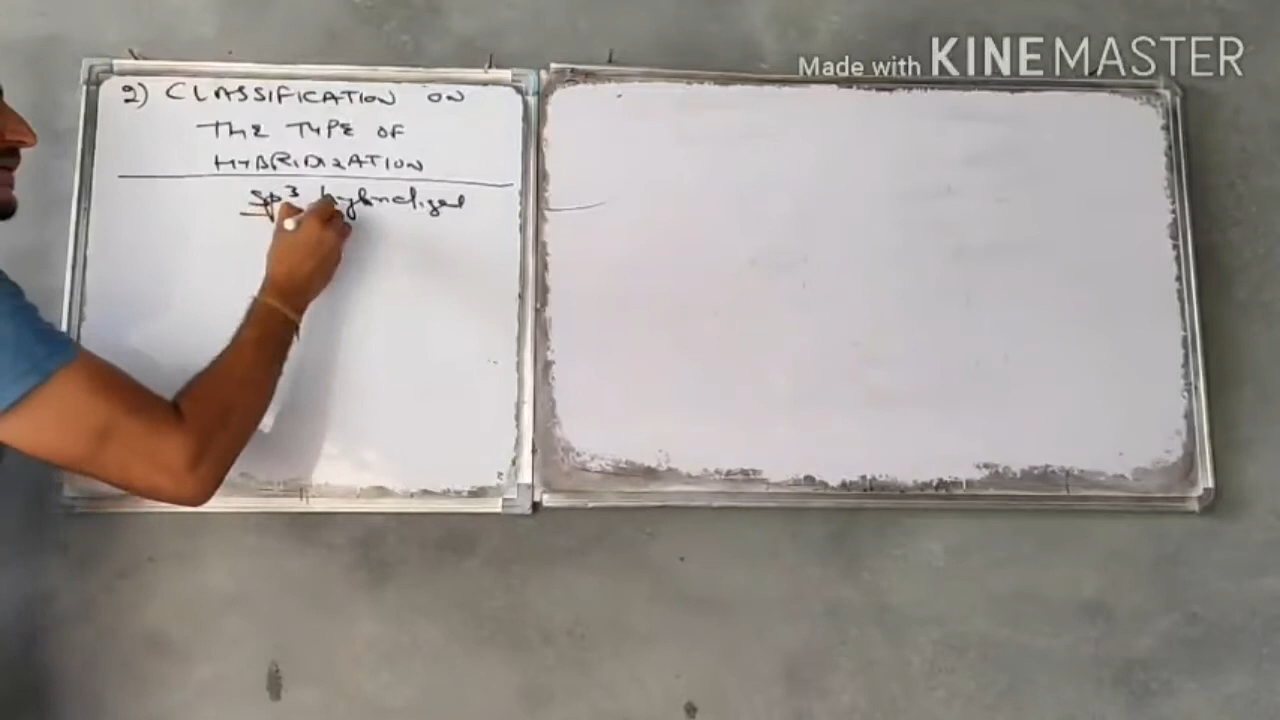 Made with KINEMASTER
2) CLASSIFICATION ON
THE TYPE OF
HYBRIDIZATION
Sp³ hybridized